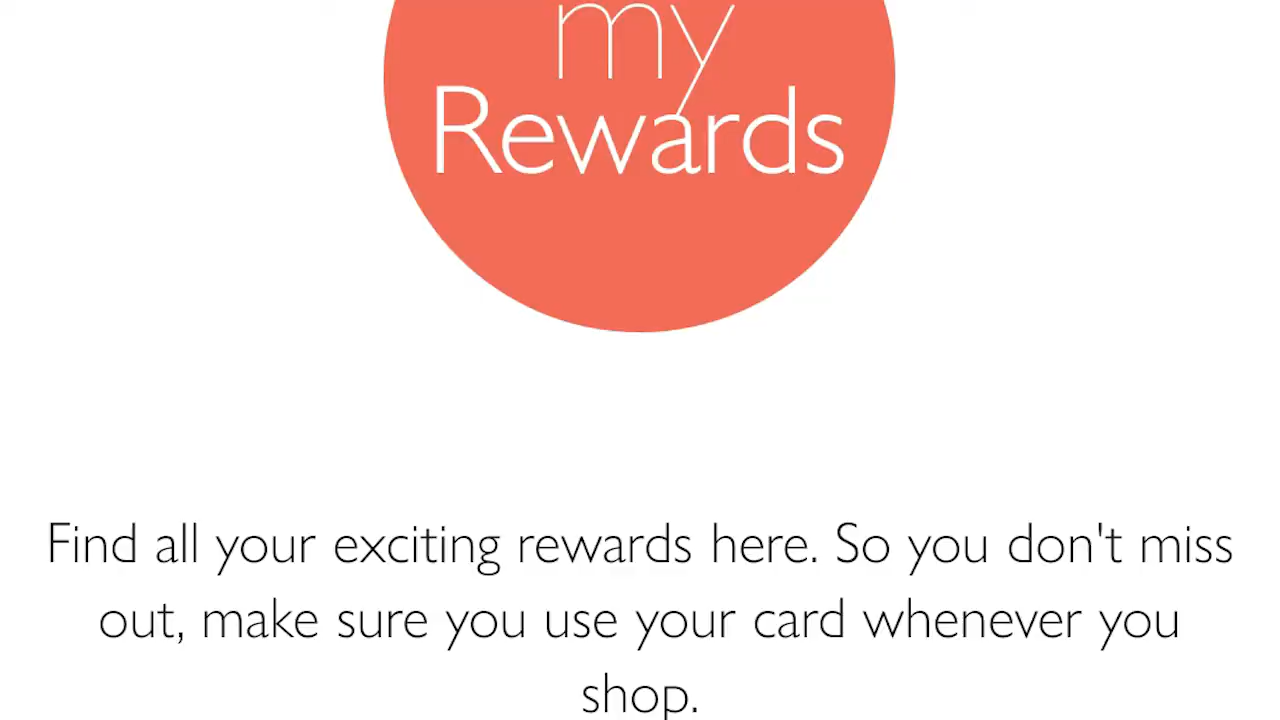 my
Rewards
Find all your exciting rewards here. So you don't miss
out, make sure you use your card whenever you
shop.